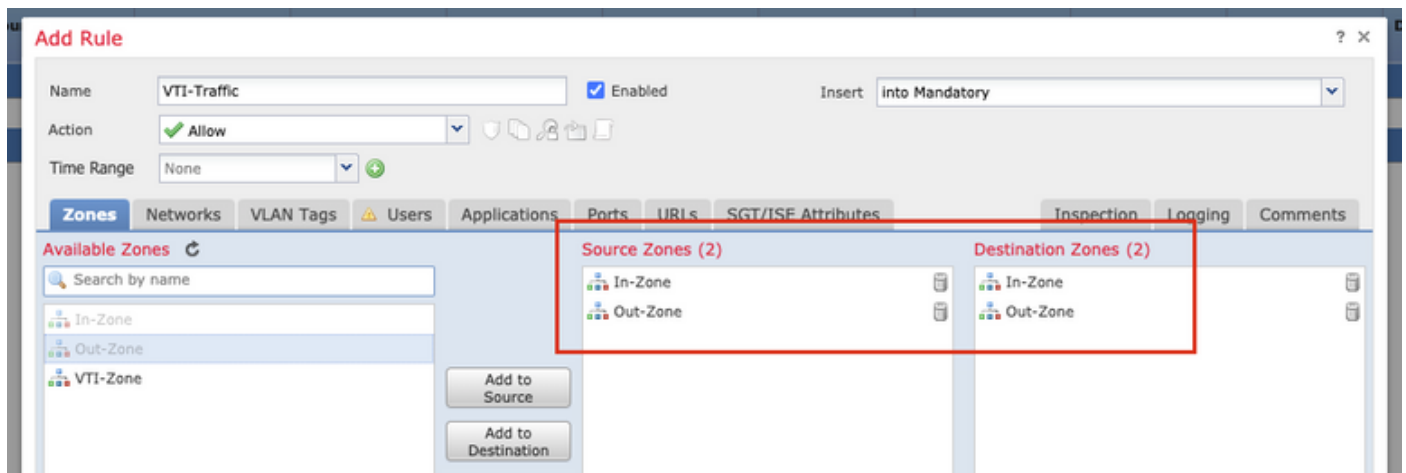 Add Rule
? ×
Name VTI-Traffic Enabled Insert into Mandatory
Action Allow
Time Range None
Zones Networks VLAN Tags Users Applications Ports URLs SGT/ISE Attributes Inspection Logging Comments
Available Zones Source Zones (2) Destination Zones (2)
Search by name In-Zone In-Zone
In-Zone Out-Zone Out-Zone
Out-Zone
VTI-Zone
Add to
Source
Add to
Destination